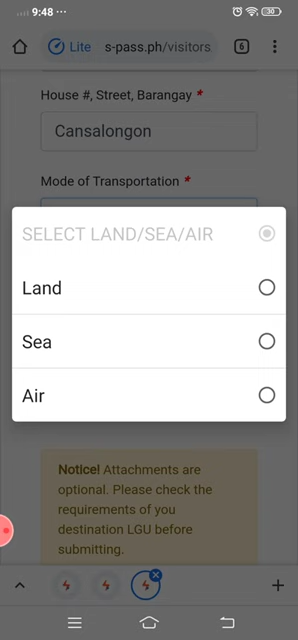 9:48 ···
30
Lite s-pass.ph/visitors
6
House #, Street, Barangay *
Cansalongon
Mode of Transportation *
SELECT LAND/SEA/AIR
Land
Sea
Air
Notice! Attachments are
optional. Please check the
requirements of you
destination LGU before
submitting.